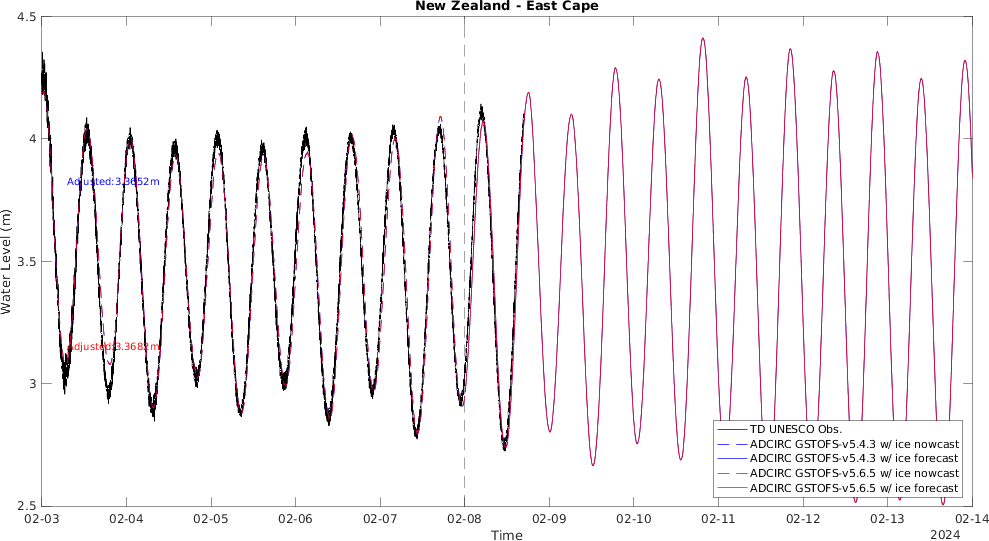 New Zealand - East Cape
4.5
4
3.5
3
2.5
Water Level (m)
Adjusted:3.3652m
Adjusted:3.3682m
TD UNESCO Obs.
ADCIRC GSTOFS-v5.4.3 w/ ice nowcast
ADCIRC GSTOFS-v5.4.3 w/ ice forecast
ADCIRC GSTOFS-v5.6.5 w/ ice nowcast
ADCIRC GSTOFS-v5.6.5 w/ ice forecast
02-03 02-04 02-05 02-06 02-07 02-08 02-09 02-10 02-11 02-12 02-13 02-14
Time
2024